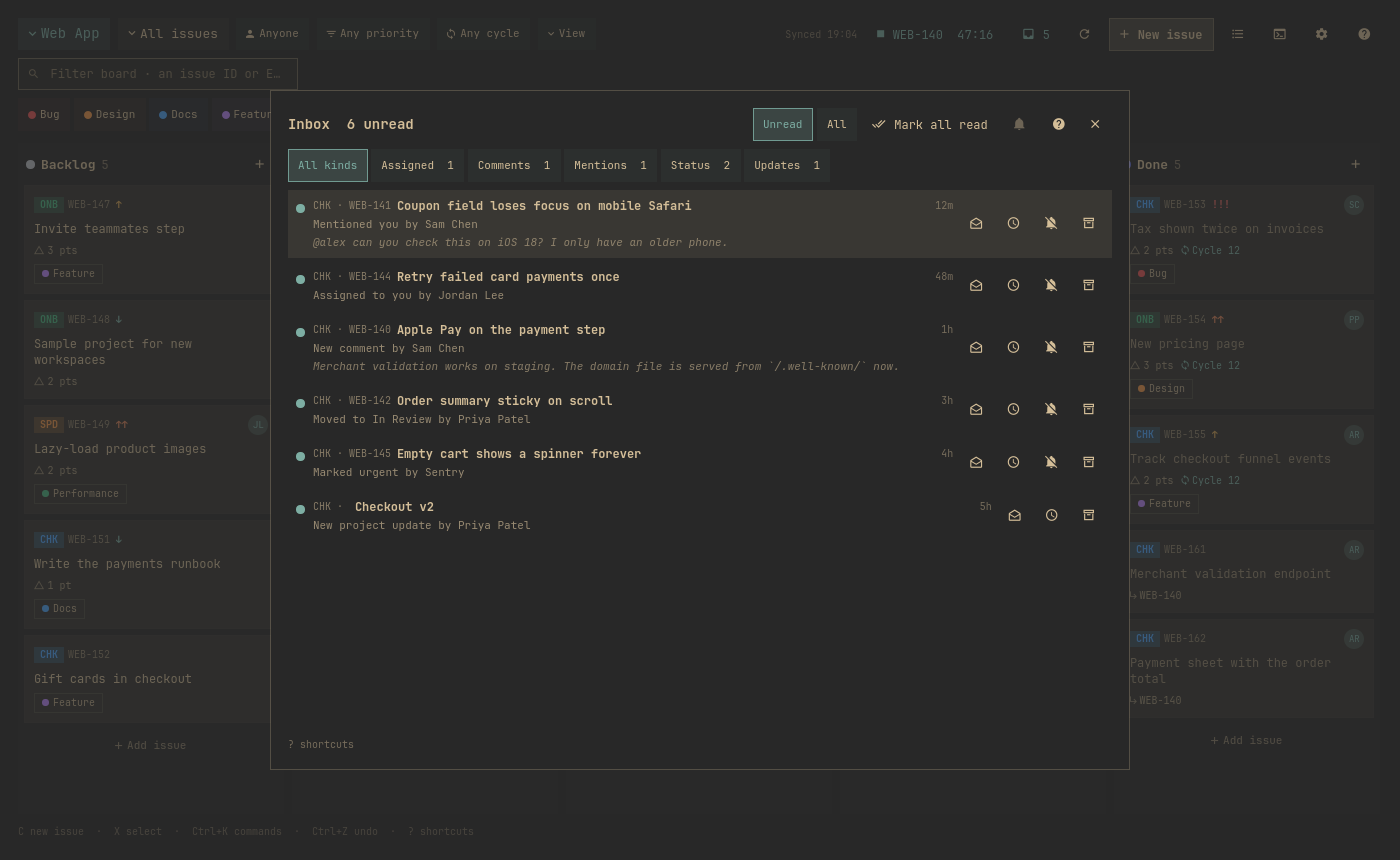 Web App
All issues
Anyone
Any priority
Any cycle
View
Synced 19:04
WEB-140 47:16
5
New issue
Filter board · an issue ID or E…
Bug
Design
Docs
Inbox 6 unread
Unread
All
Mark all read
All kinds
Assigned 1
Comments 1
Mentions 1
Status 2
Updates 1
CHK · WEB-141 Coupon field loses focus on mobile Safari 12m
Mentioned you by Sam Chen
@alex can you check this on iOS 18? I only have an older phone.
CHK · WEB-144 Retry failed card payments once 48m
Assigned to you by Jordan Lee
CHK · WEB-140 Apple Pay on the payment step 1h
New comment by Sam Chen
Merchant validation works on staging. The domain file is served from `/.well-known/` now.
CHK · WEB-142 Order summary sticky on scroll 3h
Moved to In Review by Priya Patel
CHK · WEB-145 Empty cart shows a spinner forever 4h
Marked urgent by Sentry
CHK · Checkout v2 5h
New project update by Priya Patel
? shortcuts
Backlog 5
ONB WEB-147
Invite teammates step
3 pts
Feature
ONB WEB-148
Sample project for new
workspaces
2 pts
SPD WEB-149 JL
Lazy-load product images
2 pts
Performance
CHK WEB-151
Write the payments runbook
1 pt
Docs
CHK WEB-152
Gift cards in checkout
Feature
Add issue
Done 5
CHK WEB-153 !!! SC
Tax shown twice on invoices
2 pts Cycle 12
Bug
ONB WEB-154 PP
New pricing page
3 pts Cycle 12
Design
CHK WEB-155 AR
Track checkout funnel events
2 pts Cycle 12
Feature
CHK WEB-161 AR
Merchant validation endpoint
WEB-140
CHK WEB-162 AR
Payment sheet with the order
total
WEB-140
Add issue
C new issue · X select · Ctrl+K commands · Ctrl+Z undo · ? shortcuts